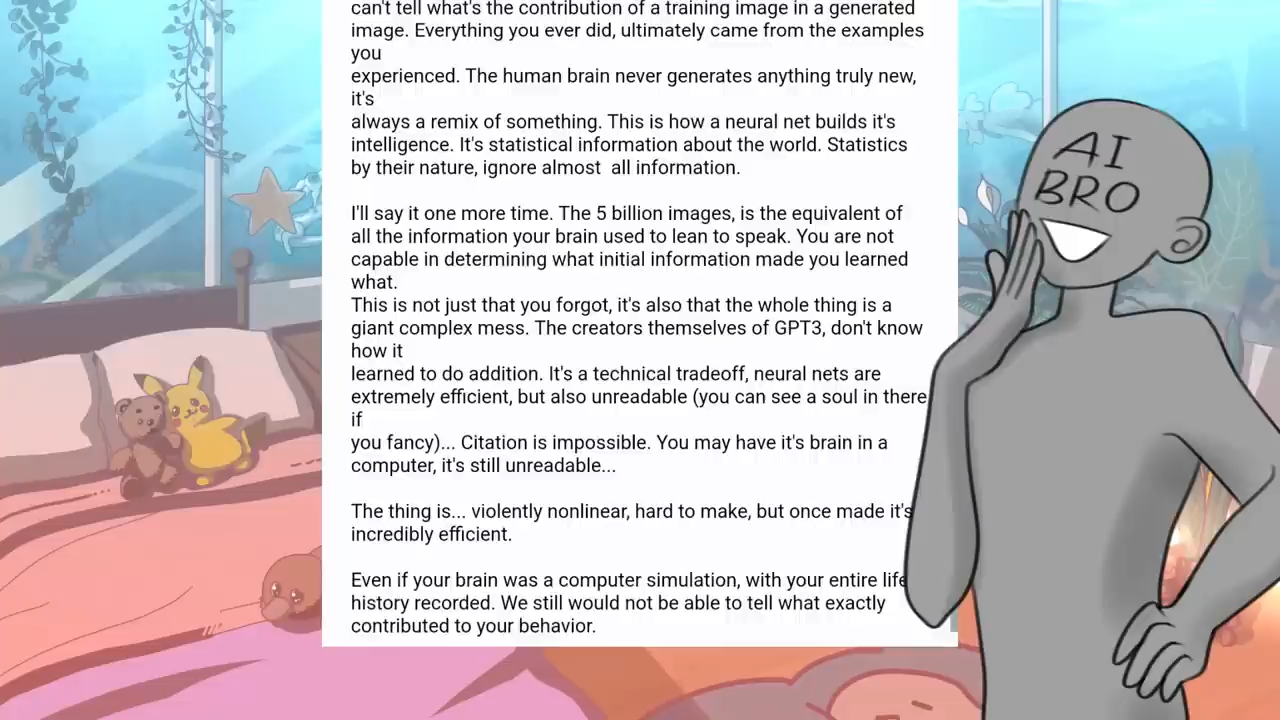 can't tell what's the contribution of a training image in a generated
image. Everything you ever did, ultimately came from the examples
you
experienced. The human brain never generates anything truly new,
it's
always a remix of something. This is how a neural net builds it's
intelligence. It's statistical information about the world. Statistics
by their nature, ignore almost  all information.
I'll say it one more time. The 5 billion images, is the equivalent of
all the information your brain used to lean to speak. You are not
capable in determining what initial information made you learned
what.
This is not just that you forgot, it's also that the whole thing is a
giant complex mess. The creators themselves of GPT3, don't know
how it
learned to do addition. It's a technical tradeoff, neural nets are
extremely efficient, but also unreadable (you can see a soul in there
if
you fancy)... Citation is impossible. You may have it's brain in a
computer, it's still unreadable...
The thing is... violently nonlinear, hard to make, but once made it's
incredibly efficient.
Even if your brain was a computer simulation, with your entire life
history recorded. We still would not be able to tell what exactly
contributed to your behavior.
AI
BRO